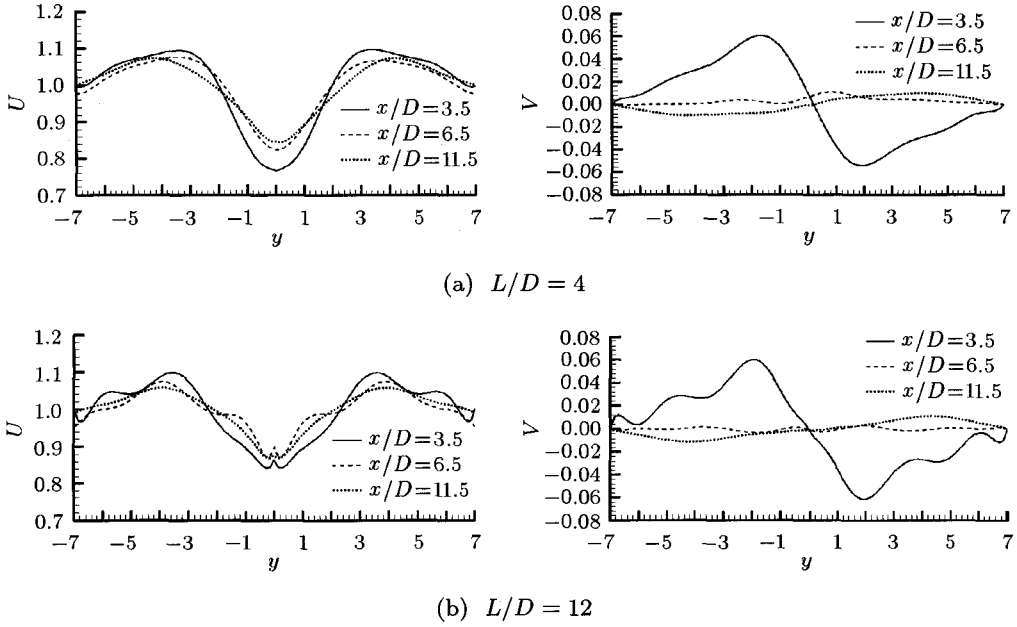 1.2
1.1
1.0
0.9
0.8
0.7
U
x/D=3.5
x/D=6.5
x/D=11.5
−7 −5 −3 −1 1 3 5 7
y
0.08
0.06
0.04
0.02
0.00
−0.02
−0.04
−0.06
−0.08
V
x/D=3.5
x/D=6.5
x/D=11.5
−7 −5 −3 −1 1 3 5 7
y
(a) L/D = 4
1.2
1.1
1.0
0.9
0.8
0.7
U
x/D=3.5
x/D=6.5
x/D=11.5
−7 −5 −3 −1 1 3 5 7
y
0.08
0.06
0.04
0.02
0.00
−0.02
−0.04
−0.06
−0.08
V
x/D=3.5
x/D=6.5
x/D=11.5
−7 −5 −3 −1 1 3 5 7
y
(b) L/D = 12